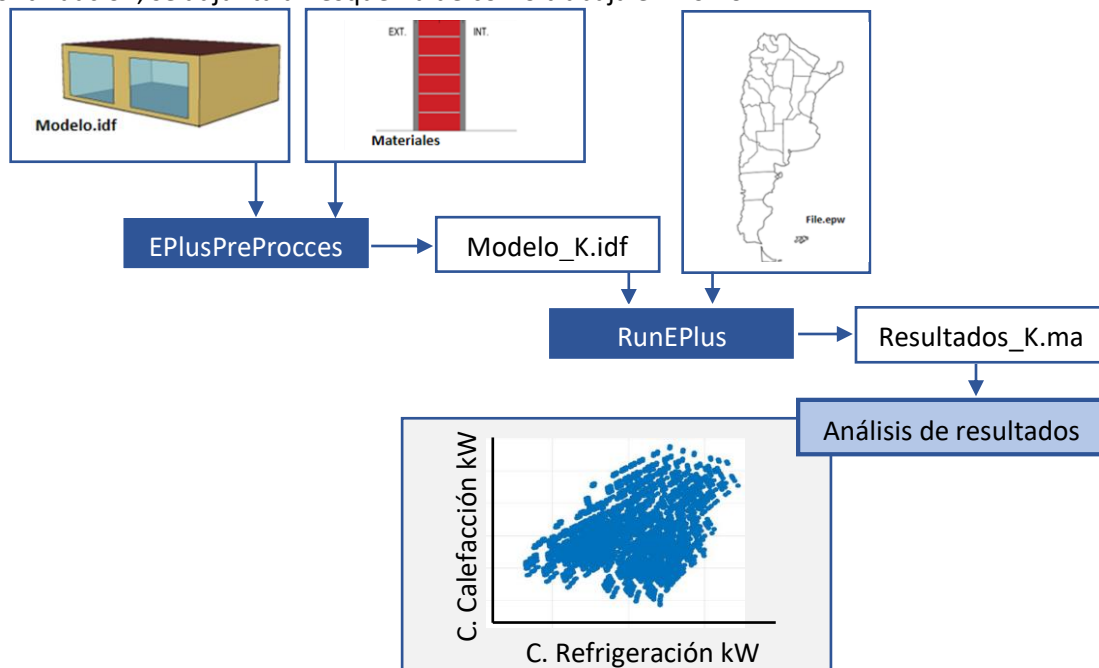 EXT.
INT.
Modelo.idf
Materiales
File.epw
EPlusPreProcces
Modelo_K.idf
RunEPlus
Resultados_K.ma
Análisis de resultados
C. Calefacción kW
C. Refrigeración kW